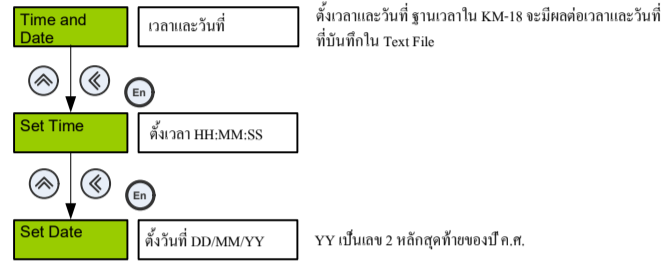 Time and
Date
เวลาและวันที่
ตั้งเวลาและวันที่ ฐานเวลาใน KM-18 จะมีผลต่อเวลาและวันที่
ที่บันทึกใน Text File
En
Set Time
ตั้งเวลา HH:MM:SS
En
Set Date
ตั้งวันที่ DD/MM/YY
YY เป็นเลข 2 หลักสุดท้ายของปี ค.ศ.